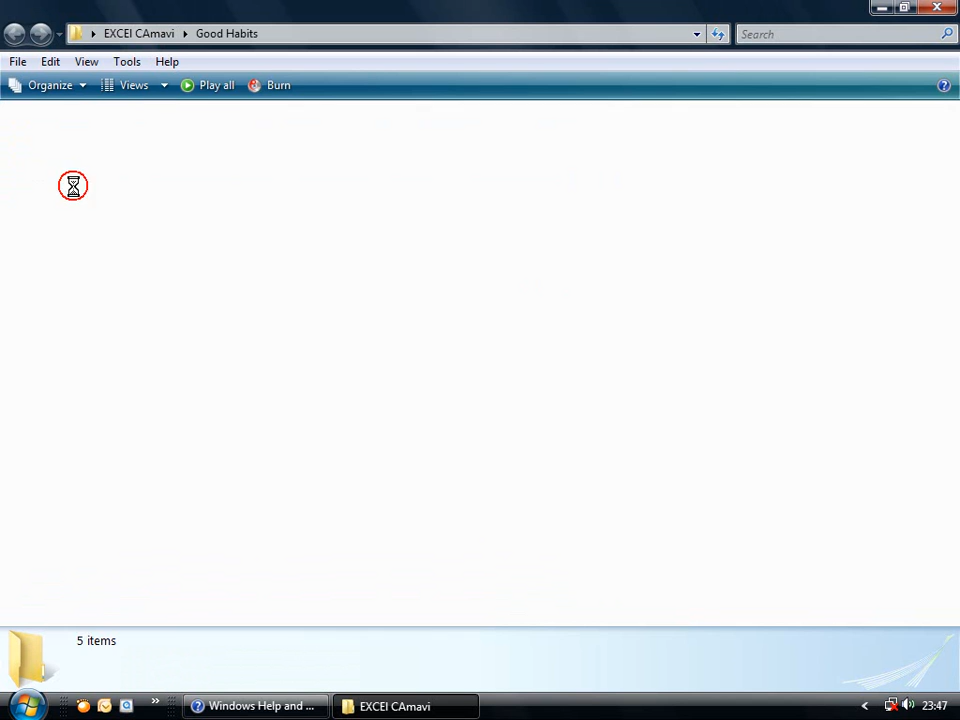 EXCEl CAmavi Good Habits
Search
File Edit View Tools Help
Organize Views Play all Burn
5 items
Windows Help and ...
EXCEl CAmavi
23:47